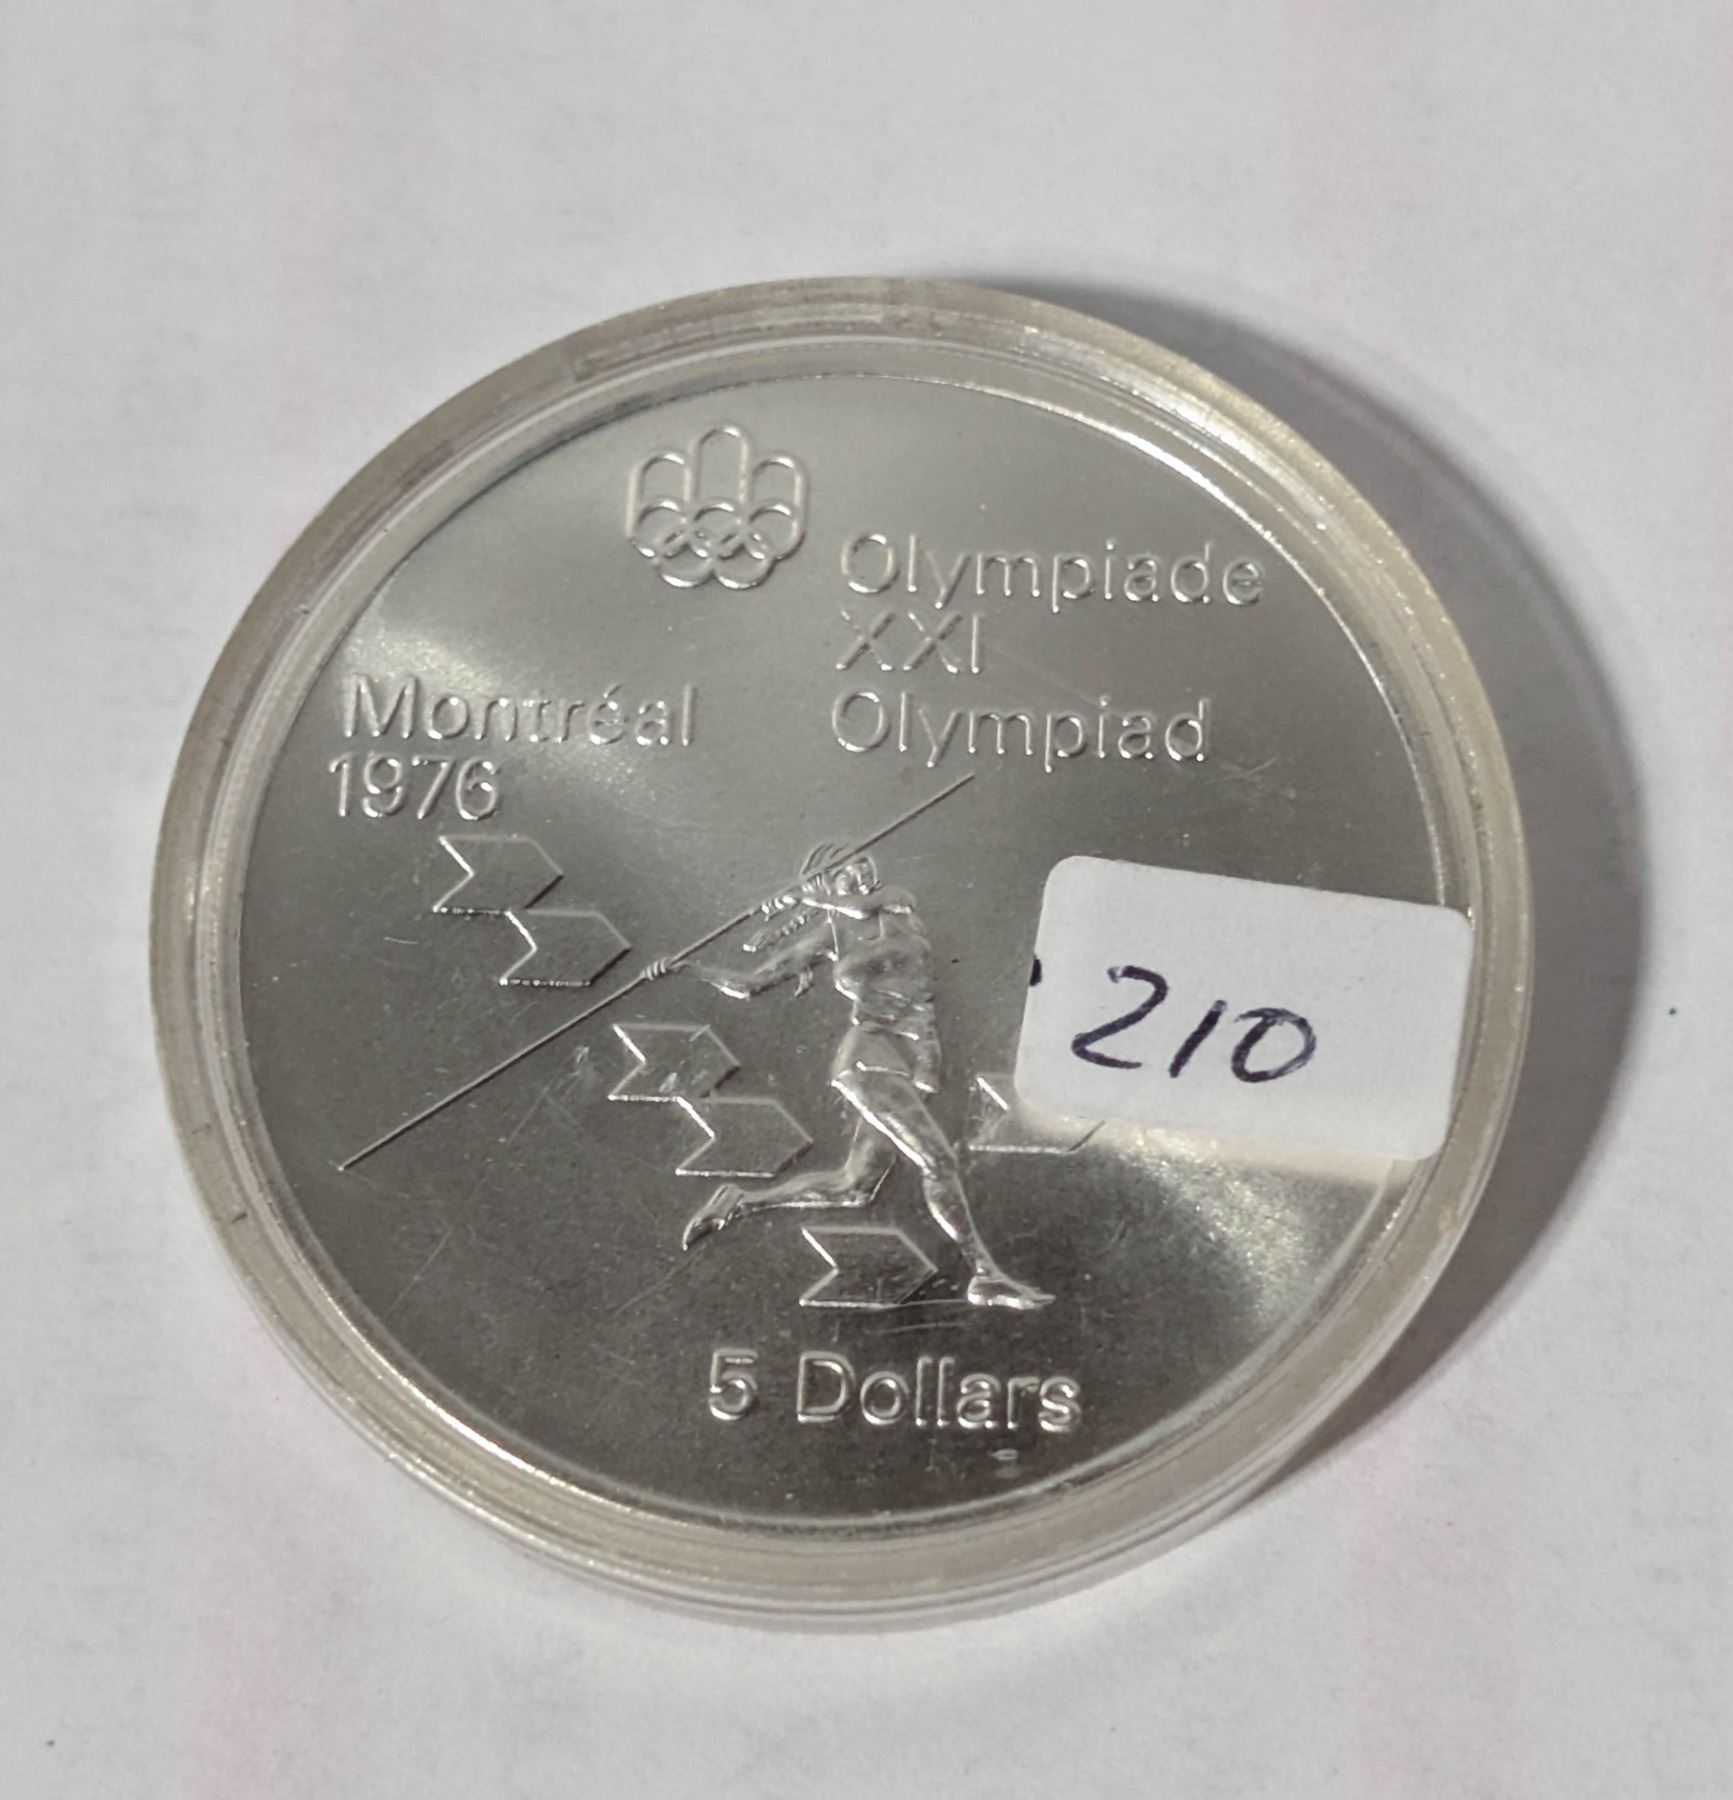 Olympiade
XXI
Olympiad
Montréal
1976
210
5 Dollars